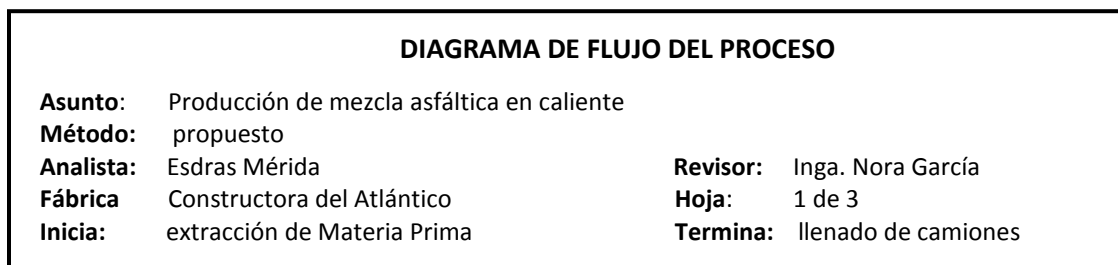 DIAGRAMA DE FLUJO DEL PROCESO
Asunto: Producción de mezcla asfáltica en caliente
Método: propuesto
Analista: Esdras Mérida Revisor: Inga. Nora García
Fábrica Constructora del Atlántico Hoja: 1 de 3
Inicia: extracción de Materia Prima Termina: llenado de camiones